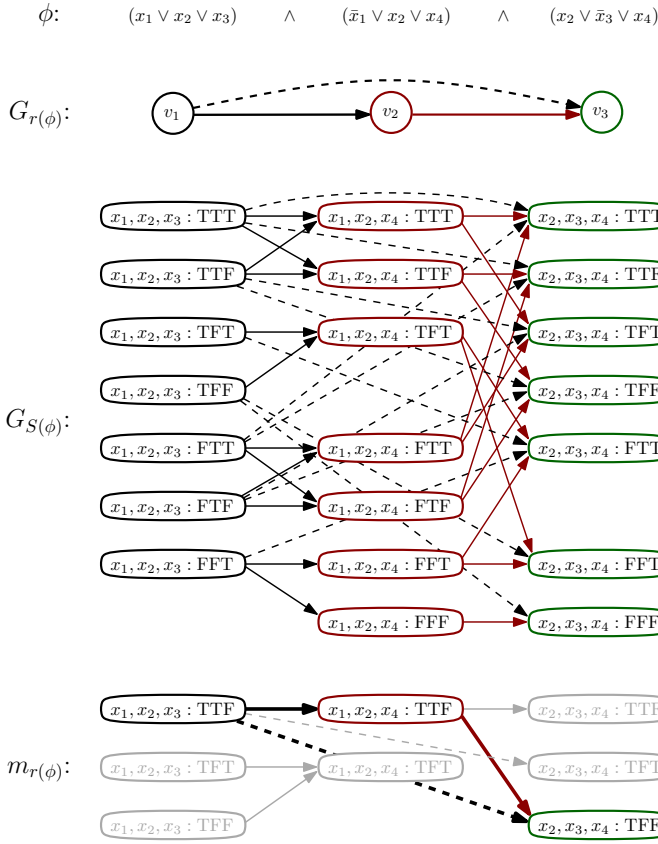 ϕ: (x₁ ∨ x₂ ∨ x₃) ∧ (x̄₁ ∨ x₂ ∨ x₄) ∧ (x₂ ∨ x̄₃ ∨ x₄)
G_{r(ϕ)}: v₁ v₂ v₃
x₁, x₂, x₃ : TTT x₁, x₂, x₄ : TTT x₂, x₃, x₄ : TTT
x₁, x₂, x₃ : TTF x₁, x₂, x₄ : TTF x₂, x₃, x₄ : TTF
x₁, x₂, x₃ : TFT x₁, x₂, x₄ : TFT x₂, x₃, x₄ : TFT
x₁, x₂, x₃ : TFF x₂, x₃, x₄ : TFF
G_{S(ϕ)}:
x₁, x₂, x₃ : FTT x₁, x₂, x₄ : FTT x₂, x₃, x₄ : FTT
x₁, x₂, x₃ : FTF x₁, x₂, x₄ : FTF
x₁, x₂, x₃ : FFT x₁, x₂, x₄ : FFT x₂, x₃, x₄ : FFT
x₁, x₂, x₄ : FFF x₂, x₃, x₄ : FFF
x₁, x₂, x₃ : TTF x₁, x₂, x₄ : TTF x₂, x₃, x₄ : TTF
m_{r(ϕ)}: x₁, x₂, x₃ : TFT x₁, x₂, x₄ : TFT x₂, x₃, x₄ : TFT
x₁, x₂, x₃ : TFF x₂, x₃, x₄ : TFF